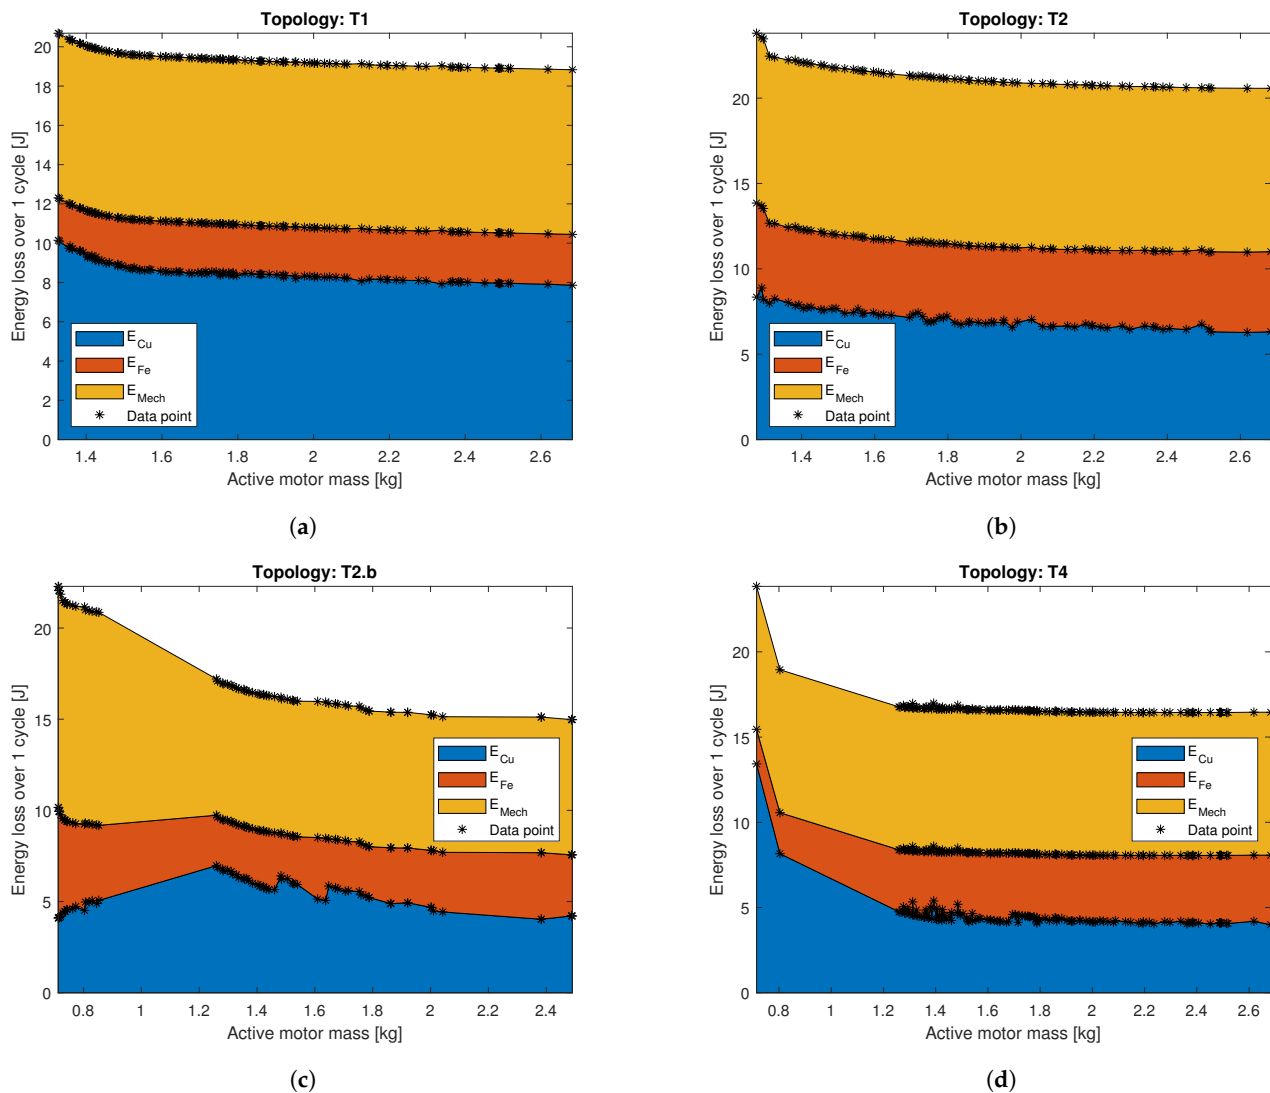 Topology: T1
Energy loss over 1 cycle [J]
20
18
16
14
12
10
8
6
4
2
0
E_Cu
E_Fe
E_Mech
Data point
1.4 1.6 1.8 2 2.2 2.4 2.6
Active motor mass [kg]
(a)
Topology: T2
Energy loss over 1 cycle [J]
20
15
10
5
0
E_Cu
E_Fe
E_Mech
Data point
1.4 1.6 1.8 2 2.2 2.4 2.6
Active motor mass [kg]
(b)
Topology: T2.b
Energy loss over 1 cycle [J]
20
15
10
5
0
E_Cu
E_Fe
E_Mech
Data point
0.8 1 1.2 1.4 1.6 1.8 2 2.2 2.4
Active motor mass [kg]
(c)
Topology: T4
Energy loss over 1 cycle [J]
20
15
10
5
0
E_Cu
E_Fe
E_Mech
Data point
0.8 1 1.2 1.4 1.6 1.8 2 2.2 2.4 2.6
Active motor mass [kg]
(d)